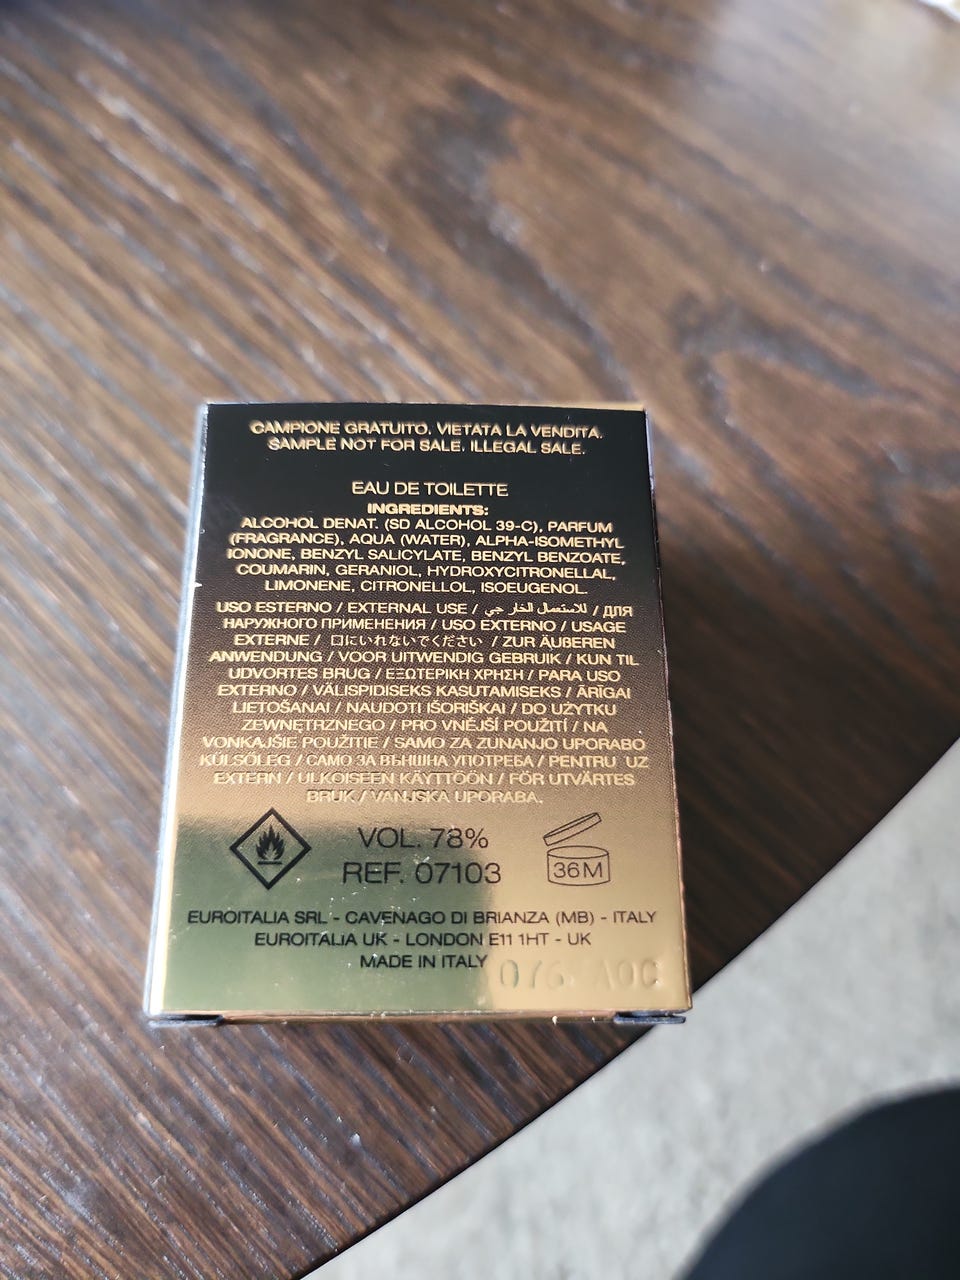 CAMPIONE GRATUITO. VIETATA LA VENDITA.
SAMPLE NOT FOR SALE. ILLEGAL SALE.
EAU DE TOILETTE
INGREDIENTS:
ALCOHOL DENAT. (SD ALCOHOL 39-C), PARFUM
(FRAGRANCE), AQUA (WATER), ALPHA-ISOMETHYL
IONONE, BENZYL SALICYLATE, BENZYL BENZOATE,
COUMARIN, GERANIOL, HYDROXYCITRONELLAL,
LIMONENE, CITRONELLOL, ISOEUGENOL.
USO ESTERNO / EXTERNAL USE / للاستعمال الخارجي / ДЛЯ
НАРУЖНОГО ПРИМЕНЕНИЯ / USO EXTERNO / USAGE
EXTERNE / 口にいれないでください / ZUR ÄUßEREN
ANWENDUNG / VOOR UITWENDIG GEBRUIK / KUN TIL
UDVORTES BRUG / ΕΞΩΤΕΡΙΚΗ ΧΡΗΣΗ / PARA USO
EXTERNO / VÄLISPIDISEKS KASUTAMISEKS / ĀRĪGAI
LIETOŠANAI / NAUDOTI IŠORIŠKAI / DO UŻYTKU
ZEWNĘTRZNEGO / PRO VNĚJŠÍ POUŽITÍ / NA
VONKAJŠIE POUŽITIE / SAMO ZA ZUNANJO UPORABO
KÜLSÖLEG / САМО ЗА ВЪНШНА УПОТРЕБА / PENTRU UZ
EXTERN / ULKOISEEN KÄYTTÖÖN / FÖR UTVÄRTES
BRUK / VANJSKA UPORABA.
VOL. 78%
REF. 07103
36M
EUROITALIA SRL - CAVENAGO DI BRIANZA (MB) - ITALY
EUROITALIA UK - LONDON E11 1HT - UK
MADE IN ITALY